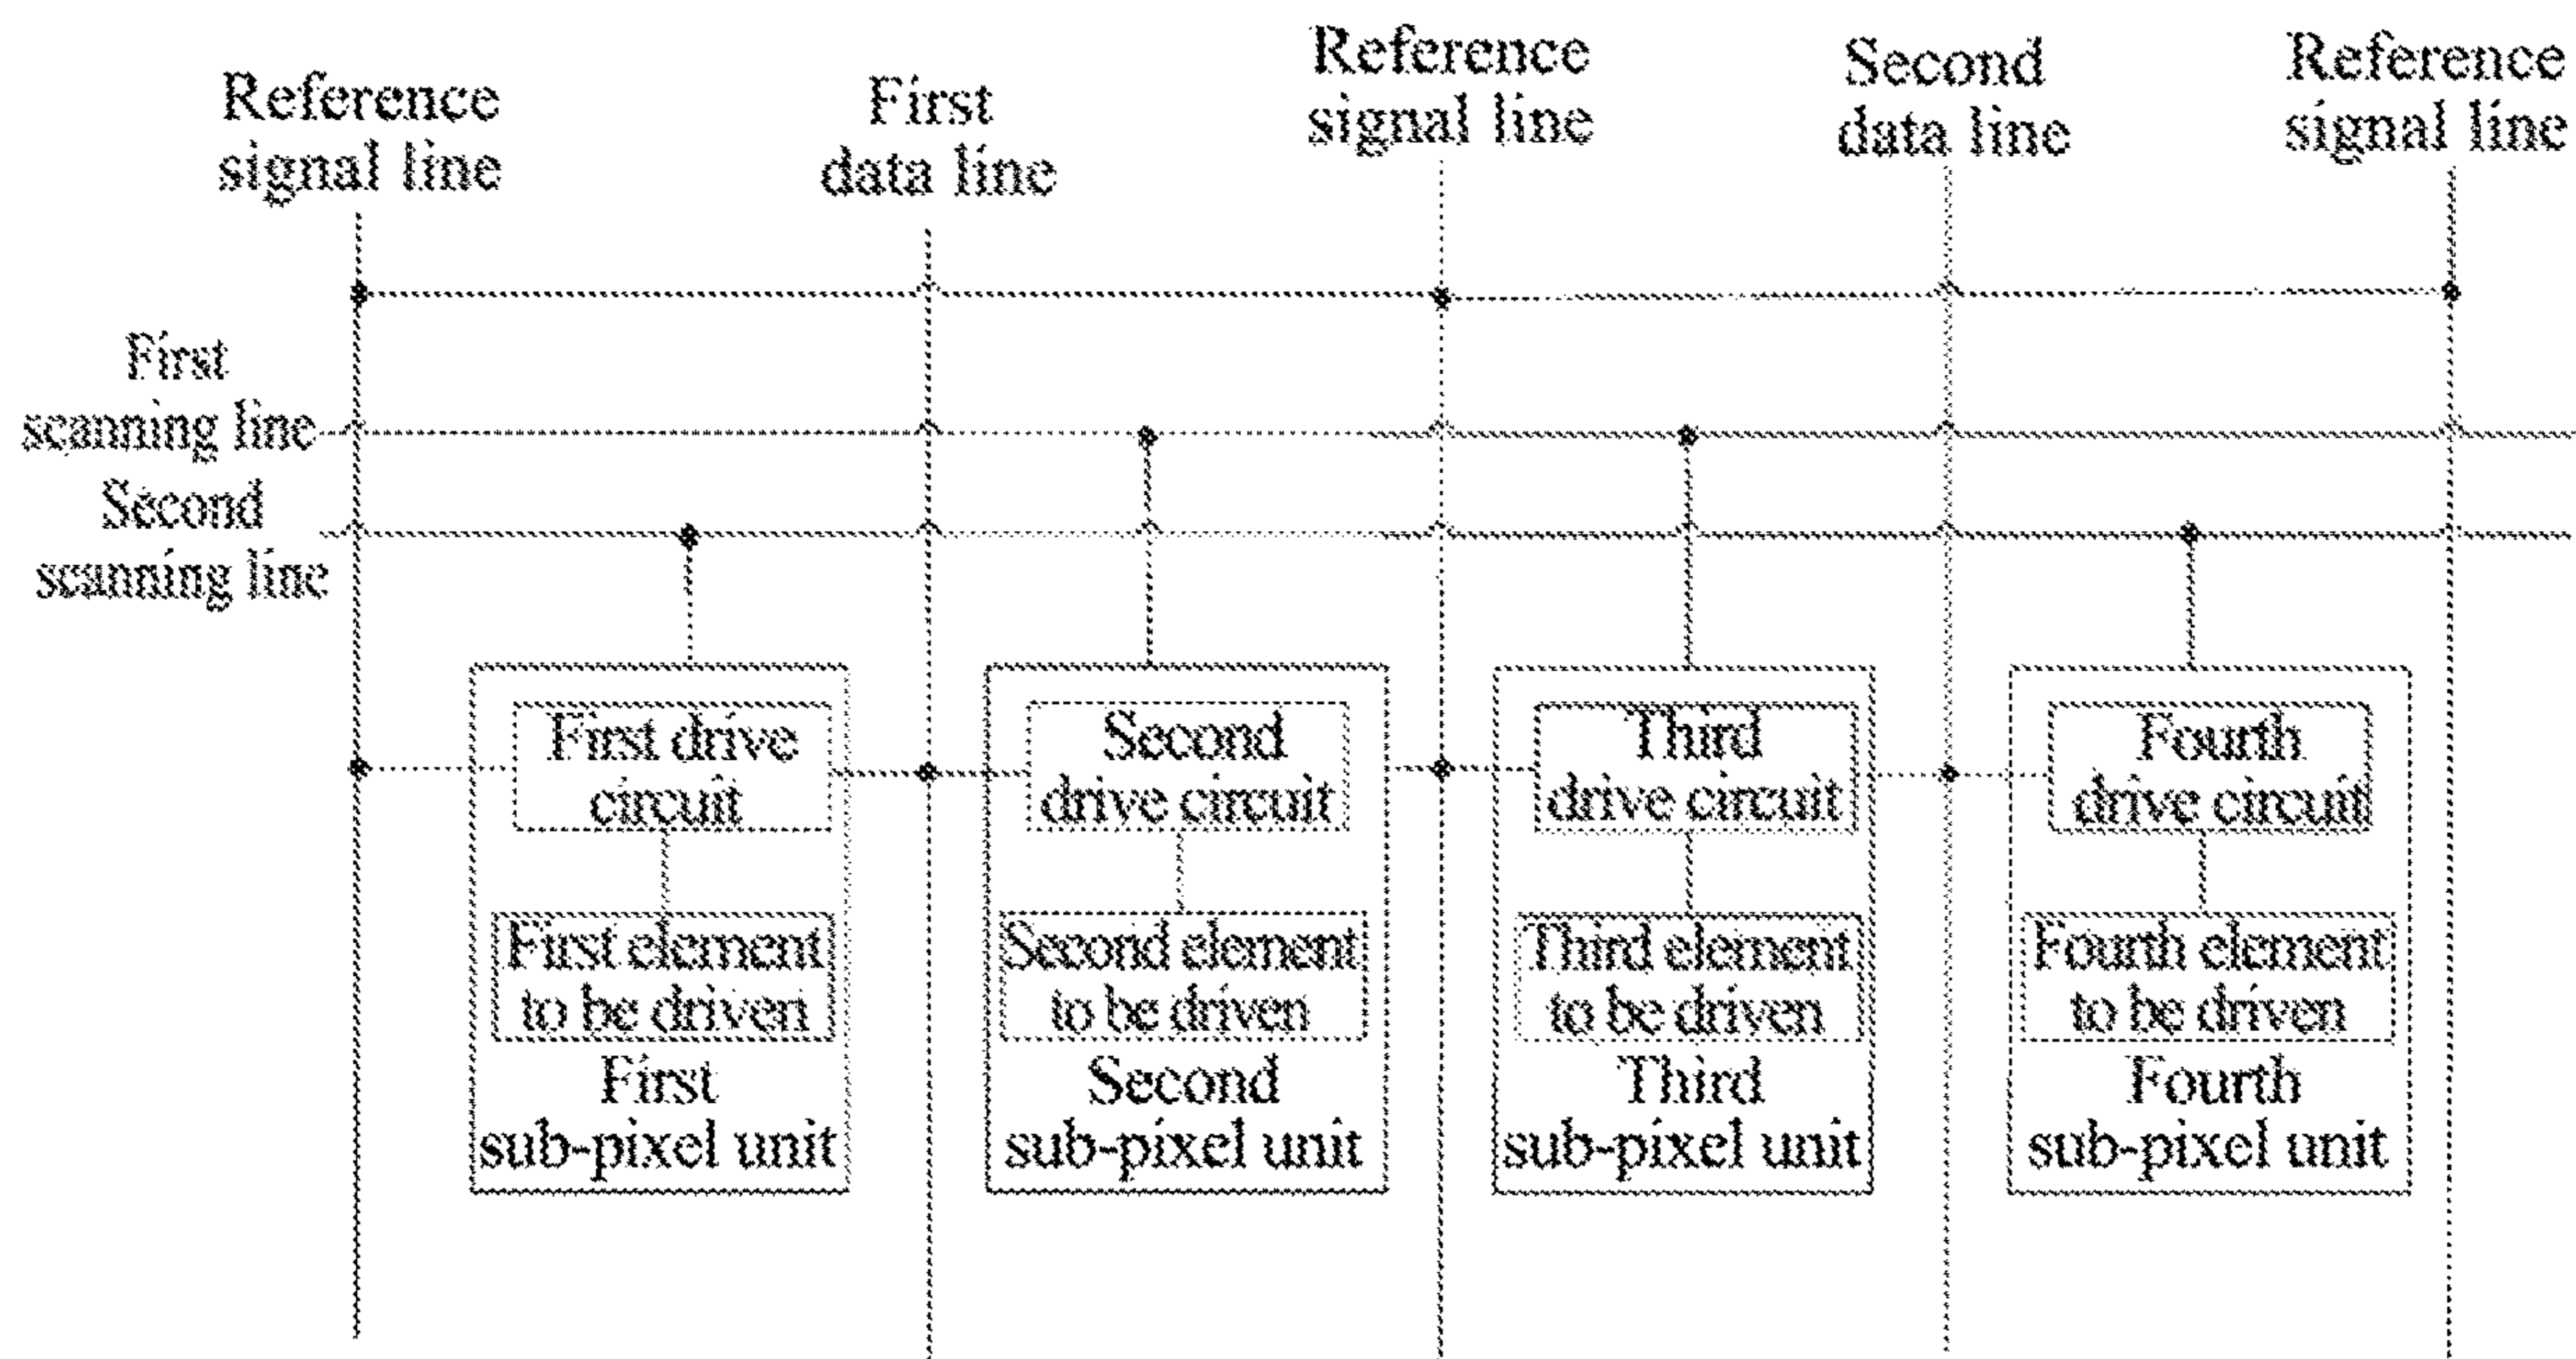 Reference
signal line
First
data line
Reference
signal line
Second
data line
Reference
signal line
First
scanning line
Second
scanning line
First drive
circuit
Second
drive circuit
Third
drive circuit
Fourth
drive circuit
First element
to be driven
Second element
to be driven
Third element
to be driven
Fourth element
to be driven
First
sub-pixel unit
Second
sub-pixel unit
Third
sub-pixel unit
Fourth
sub-pixel unit